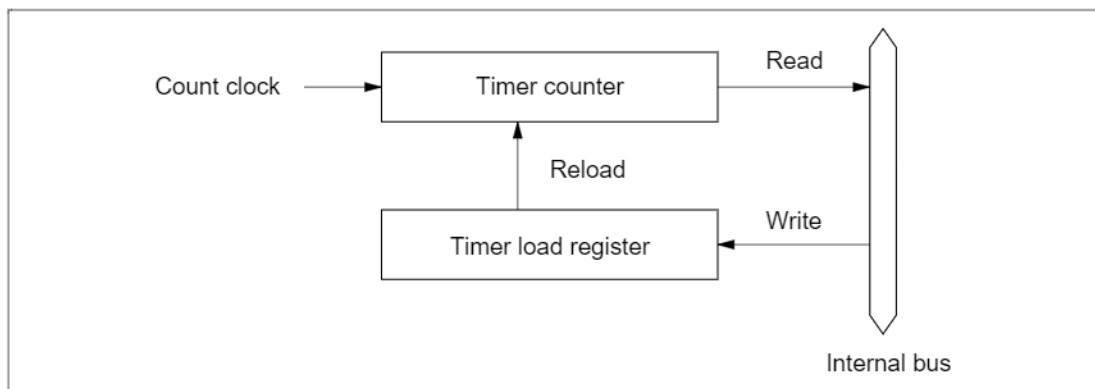 Count clock
Timer counter
Read
Reload
Timer load register
Write
Internal bus